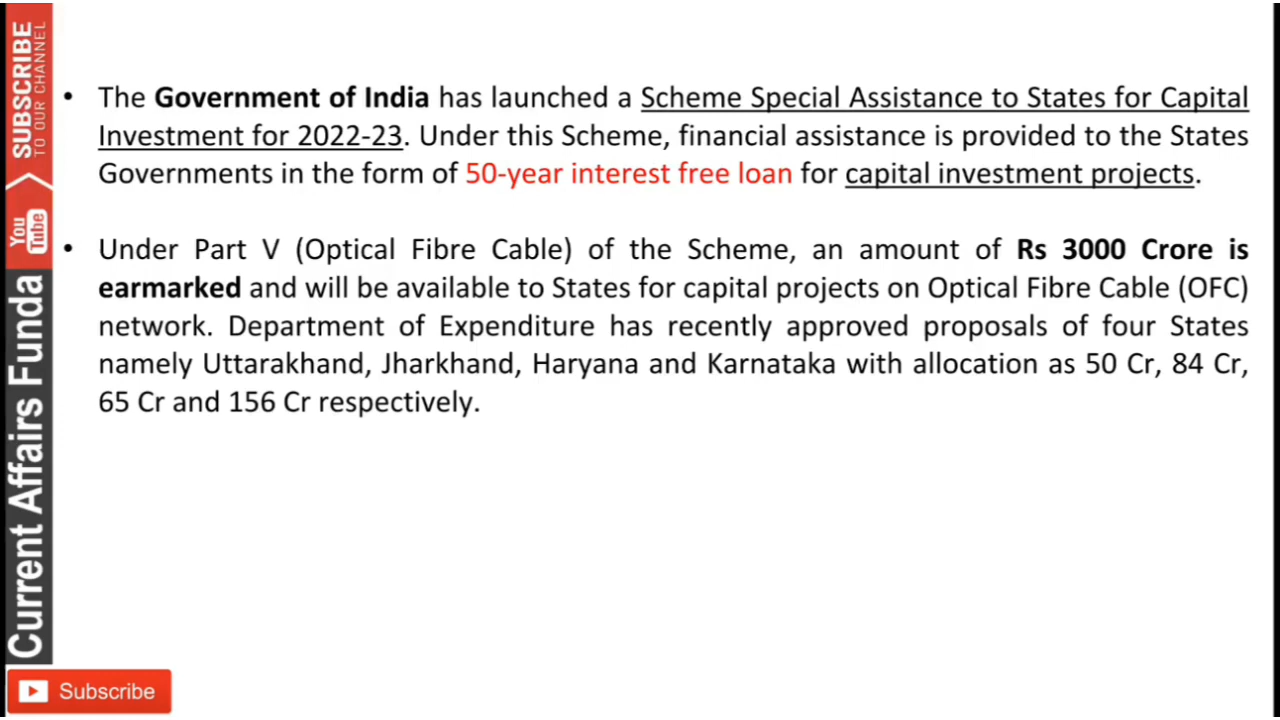 SUBSCRIBE
TO OUR CHANNEL
You
Tube
Current Affairs Funda
• The Government of India has launched a Scheme Special Assistance to States for Capital
Investment for 2022-23. Under this Scheme, financial assistance is provided to the States
Governments in the form of 50-year interest free loan for capital investment projects.
• Under Part V (Optical Fibre Cable) of the Scheme, an amount of Rs 3000 Crore is
earmarked and will be available to States for capital projects on Optical Fibre Cable (OFC)
network. Department of Expenditure has recently approved proposals of four States
namely Uttarakhand, Jharkhand, Haryana and Karnataka with allocation as 50 Cr, 84 Cr,
65 Cr and 156 Cr respectively.
Subscribe